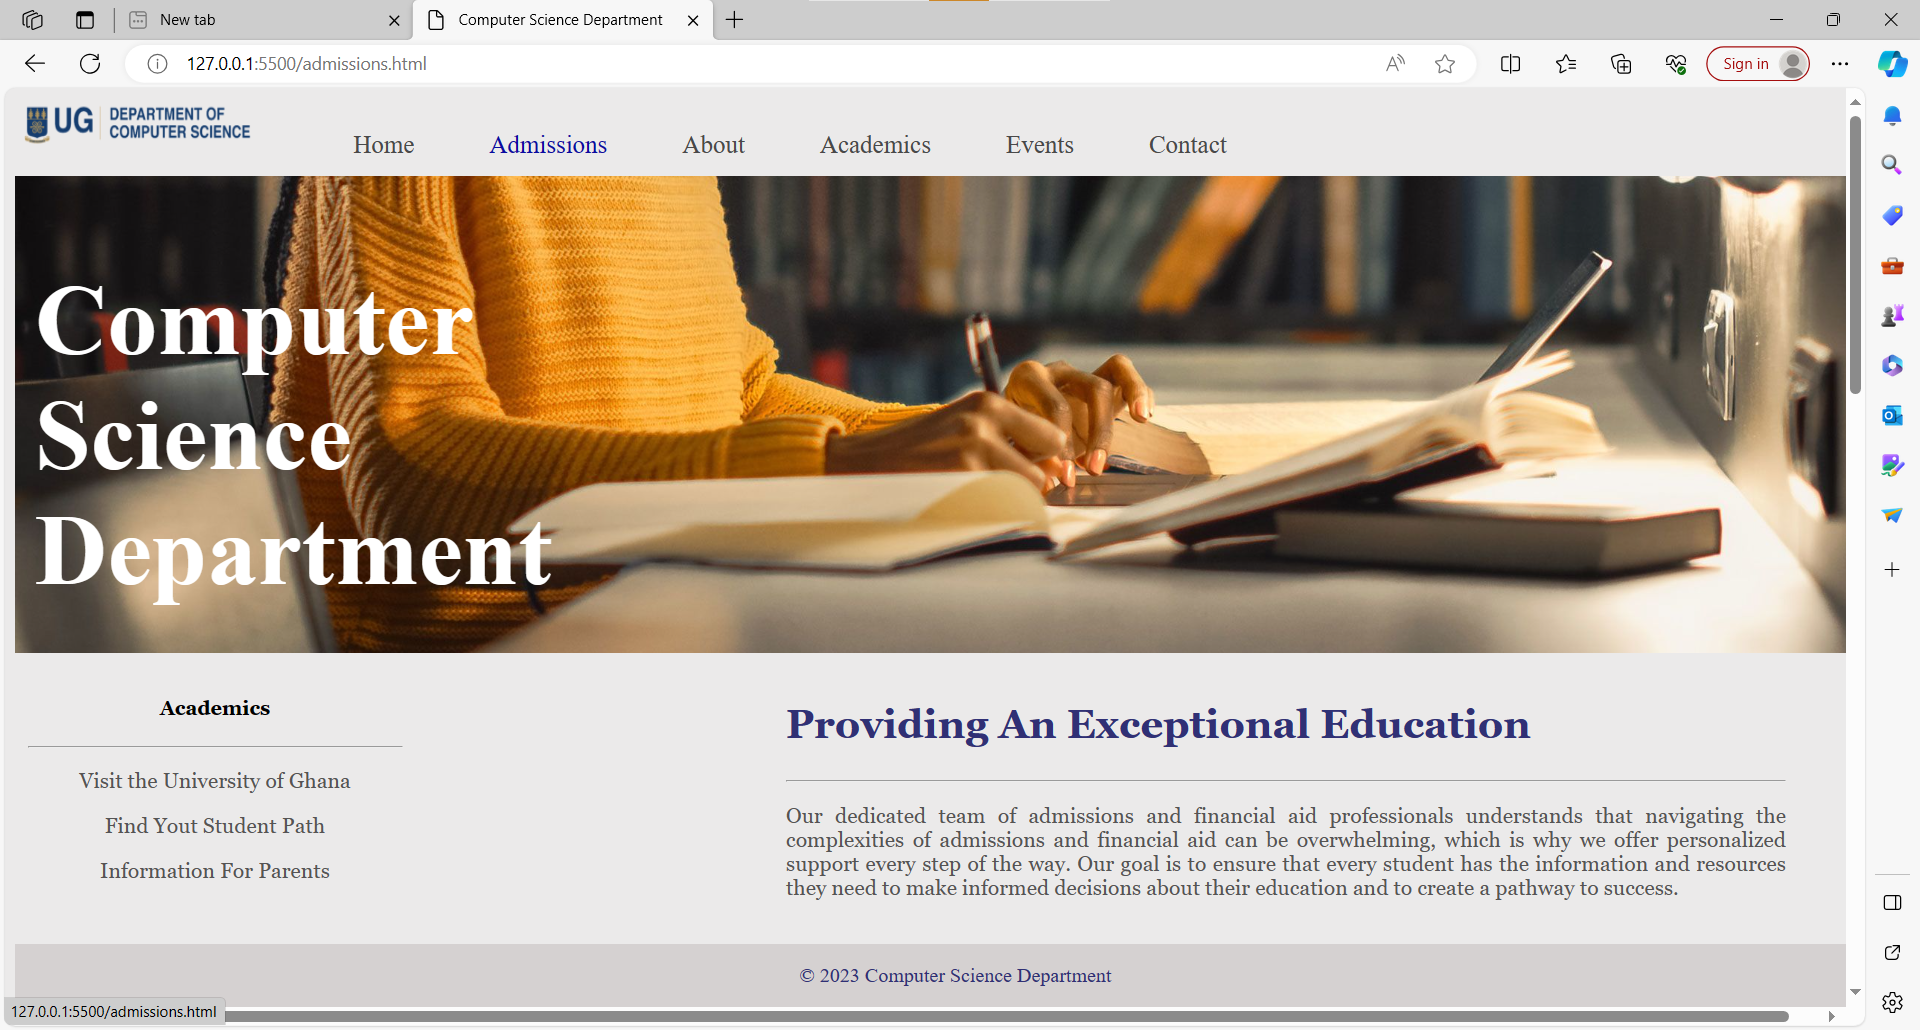 New tab
Computer Science Department
127.0.0.1:5500/admissions.html
Sign in
UG DEPARTMENT OF
COMPUTER SCIENCE
Home Admissions About Academics Events Contact
Computer
Science
Department
Academics
Visit the University of Ghana
Find Yout Student Path
Information For Parents
Providing An Exceptional Education
Our dedicated team of admissions and financial aid professionals understands that navigating the
complexities of admissions and financial aid can be overwhelming, which is why we offer personalized
support every step of the way. Our goal is to ensure that every student has the information and resources
they need to make informed decisions about their education and to create a pathway to success.
© 2023 Computer Science Department
127.0.0.1:5500/admissions.html